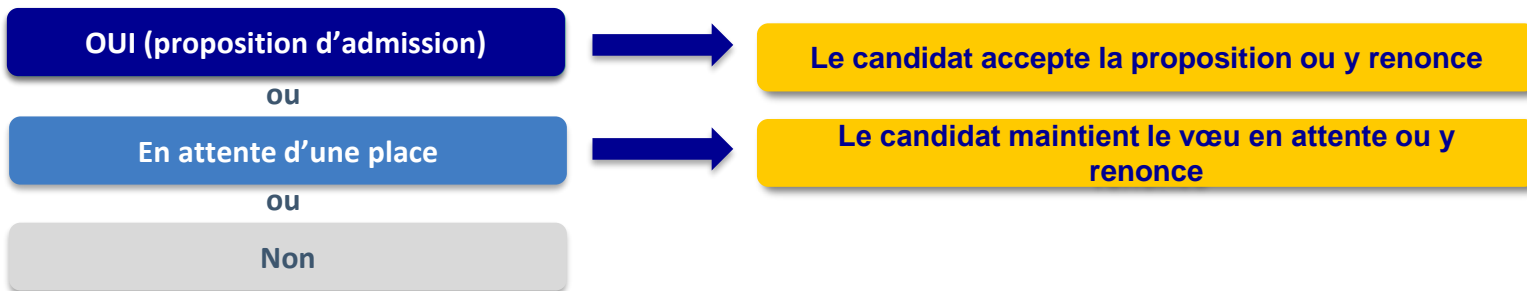 OUI (proposition d’admission)
Le candidat accepte la proposition ou y renonce
ou
En attente d’une place
Le candidat maintient le vœu en attente ou y
renonce
ou
Non